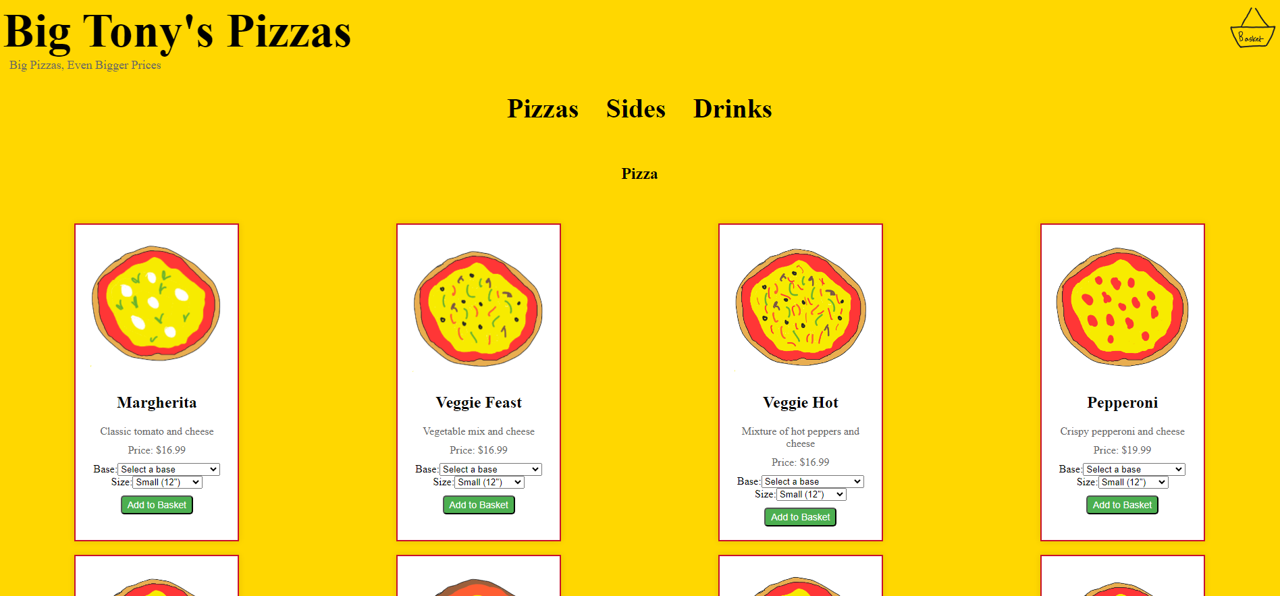 Big Tony's Pizzas
Basket
Big Pizzas, Even Bigger Prices
Pizzas Sides Drinks
Pizza
Margherita
Classic tomato and cheese
Price: $16.99
Base: Select a base
Size: Small (12")
Add to Basket
Veggie Feast
Vegetable mix and cheese
Price: $16.99
Base: Select a base
Size: Small (12")
Add to Basket
Veggie Hot
Mixture of hot peppers and
cheese
Price: $16.99
Base: Select a base
Size: Small (12")
Add to Basket
Pepperoni
Crispy pepperoni and cheese
Price: $19.99
Base: Select a base
Size: Small (12")
Add to Basket